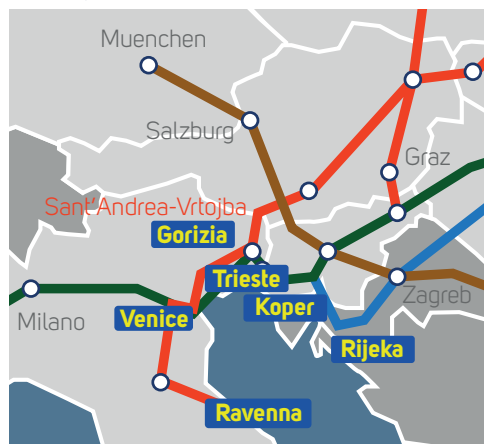 Muenchen
Salzburg
Graz
Sant'Andrea-Vrtojba
Gorizia
Trieste
Koper
Zagreb
Milano
Venice
Rijeka
Ravenna